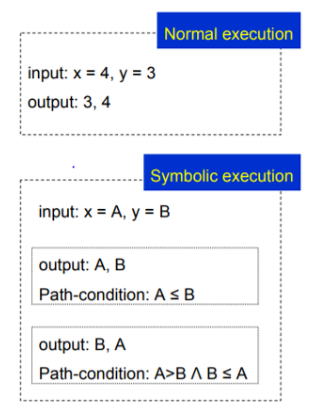 Normal execution
input: x = 4, y = 3
output: 3, 4
Symbolic execution
input: x = A, y = B
output: A, B
Path-condition: A ≤ B
output: B, A
Path-condition: A>B Λ B ≤ A